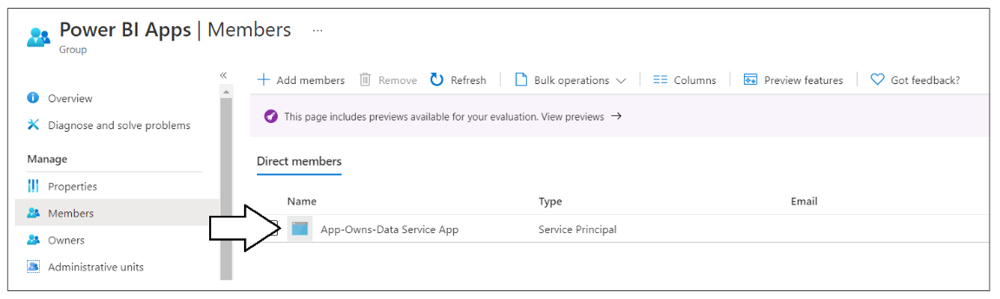 Power BI Apps | Members ...
Group
«
Add members Remove Refresh Bulk operations Columns Preview features Got feedback?
Overview
This page includes previews available for your evaluation. View previews →
Diagnose and solve problems
Manage
Direct members
Properties
Name Type Email
Members
App-Owns-Data Service App Service Principal
Owners
Administrative units